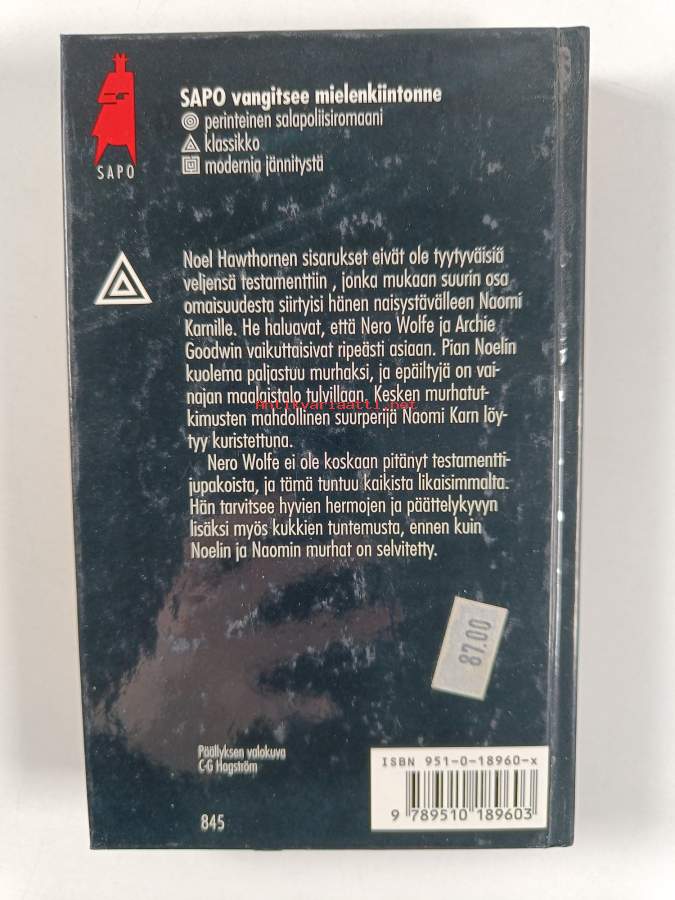 SAPO
SAPO vangitsee mielenkiintonne
perinteinen salapoliisiromaani
klassikko
modernia jännitystä
Noel Hawthornen sisarukset eivät ole tyytyväisiä
veljensä testamenttiin , jonka mukaan suurin osa
omaisuudesta siirtyisi hänen naisystävälleen Naomi
Karnille. He haluavat, että Nero Wolfe ja Archie
Goodwin vaikuttaisivat ripeästi asiaan. Pian Noelin
kuolema paljastuu murhaksi, ja epäiltyjä on vai-
najan maalaistalo tulvillaan. Kesken murhatut-
Antikvariaatti.net
kimusten mahdollinen suurperijä Naomi Karn löy-
tyy kuristettuna.
Nero Wolfe ei ole koskaan pitänyt testamentti-
jupakoista, ja tämä tuntuu kaikista likaisimmalta.
Hän tarvitsee hyvien hermojen ja päättelykyvyn
lisäksi myös kukkien tuntemusta, ennen kuin
Noelin ja Naomin murhat on selvitetty.
87.00
Päällyksen valokuva
C-G Hagström
845
ISBN 951-0-18960-x
9 789510 189603